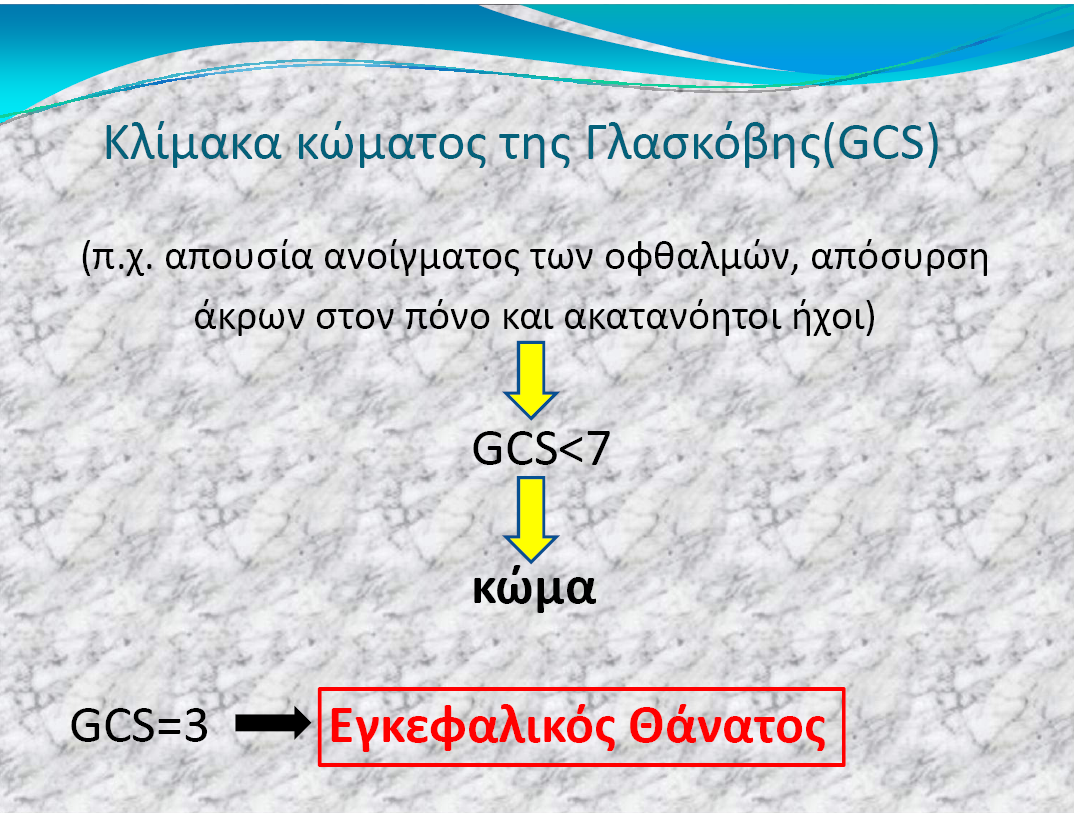 Κλίμακα κώματος της Γλασκόβης(GCS)
(π.χ. απουσία ανοίγματος των οφθαλμών, απόσυρση
άκρων στον πόνο και ακατανόητοι ήχοι)
GCS<7
κώμα
GCS=3
Εγκεφαλικός Θάνατος